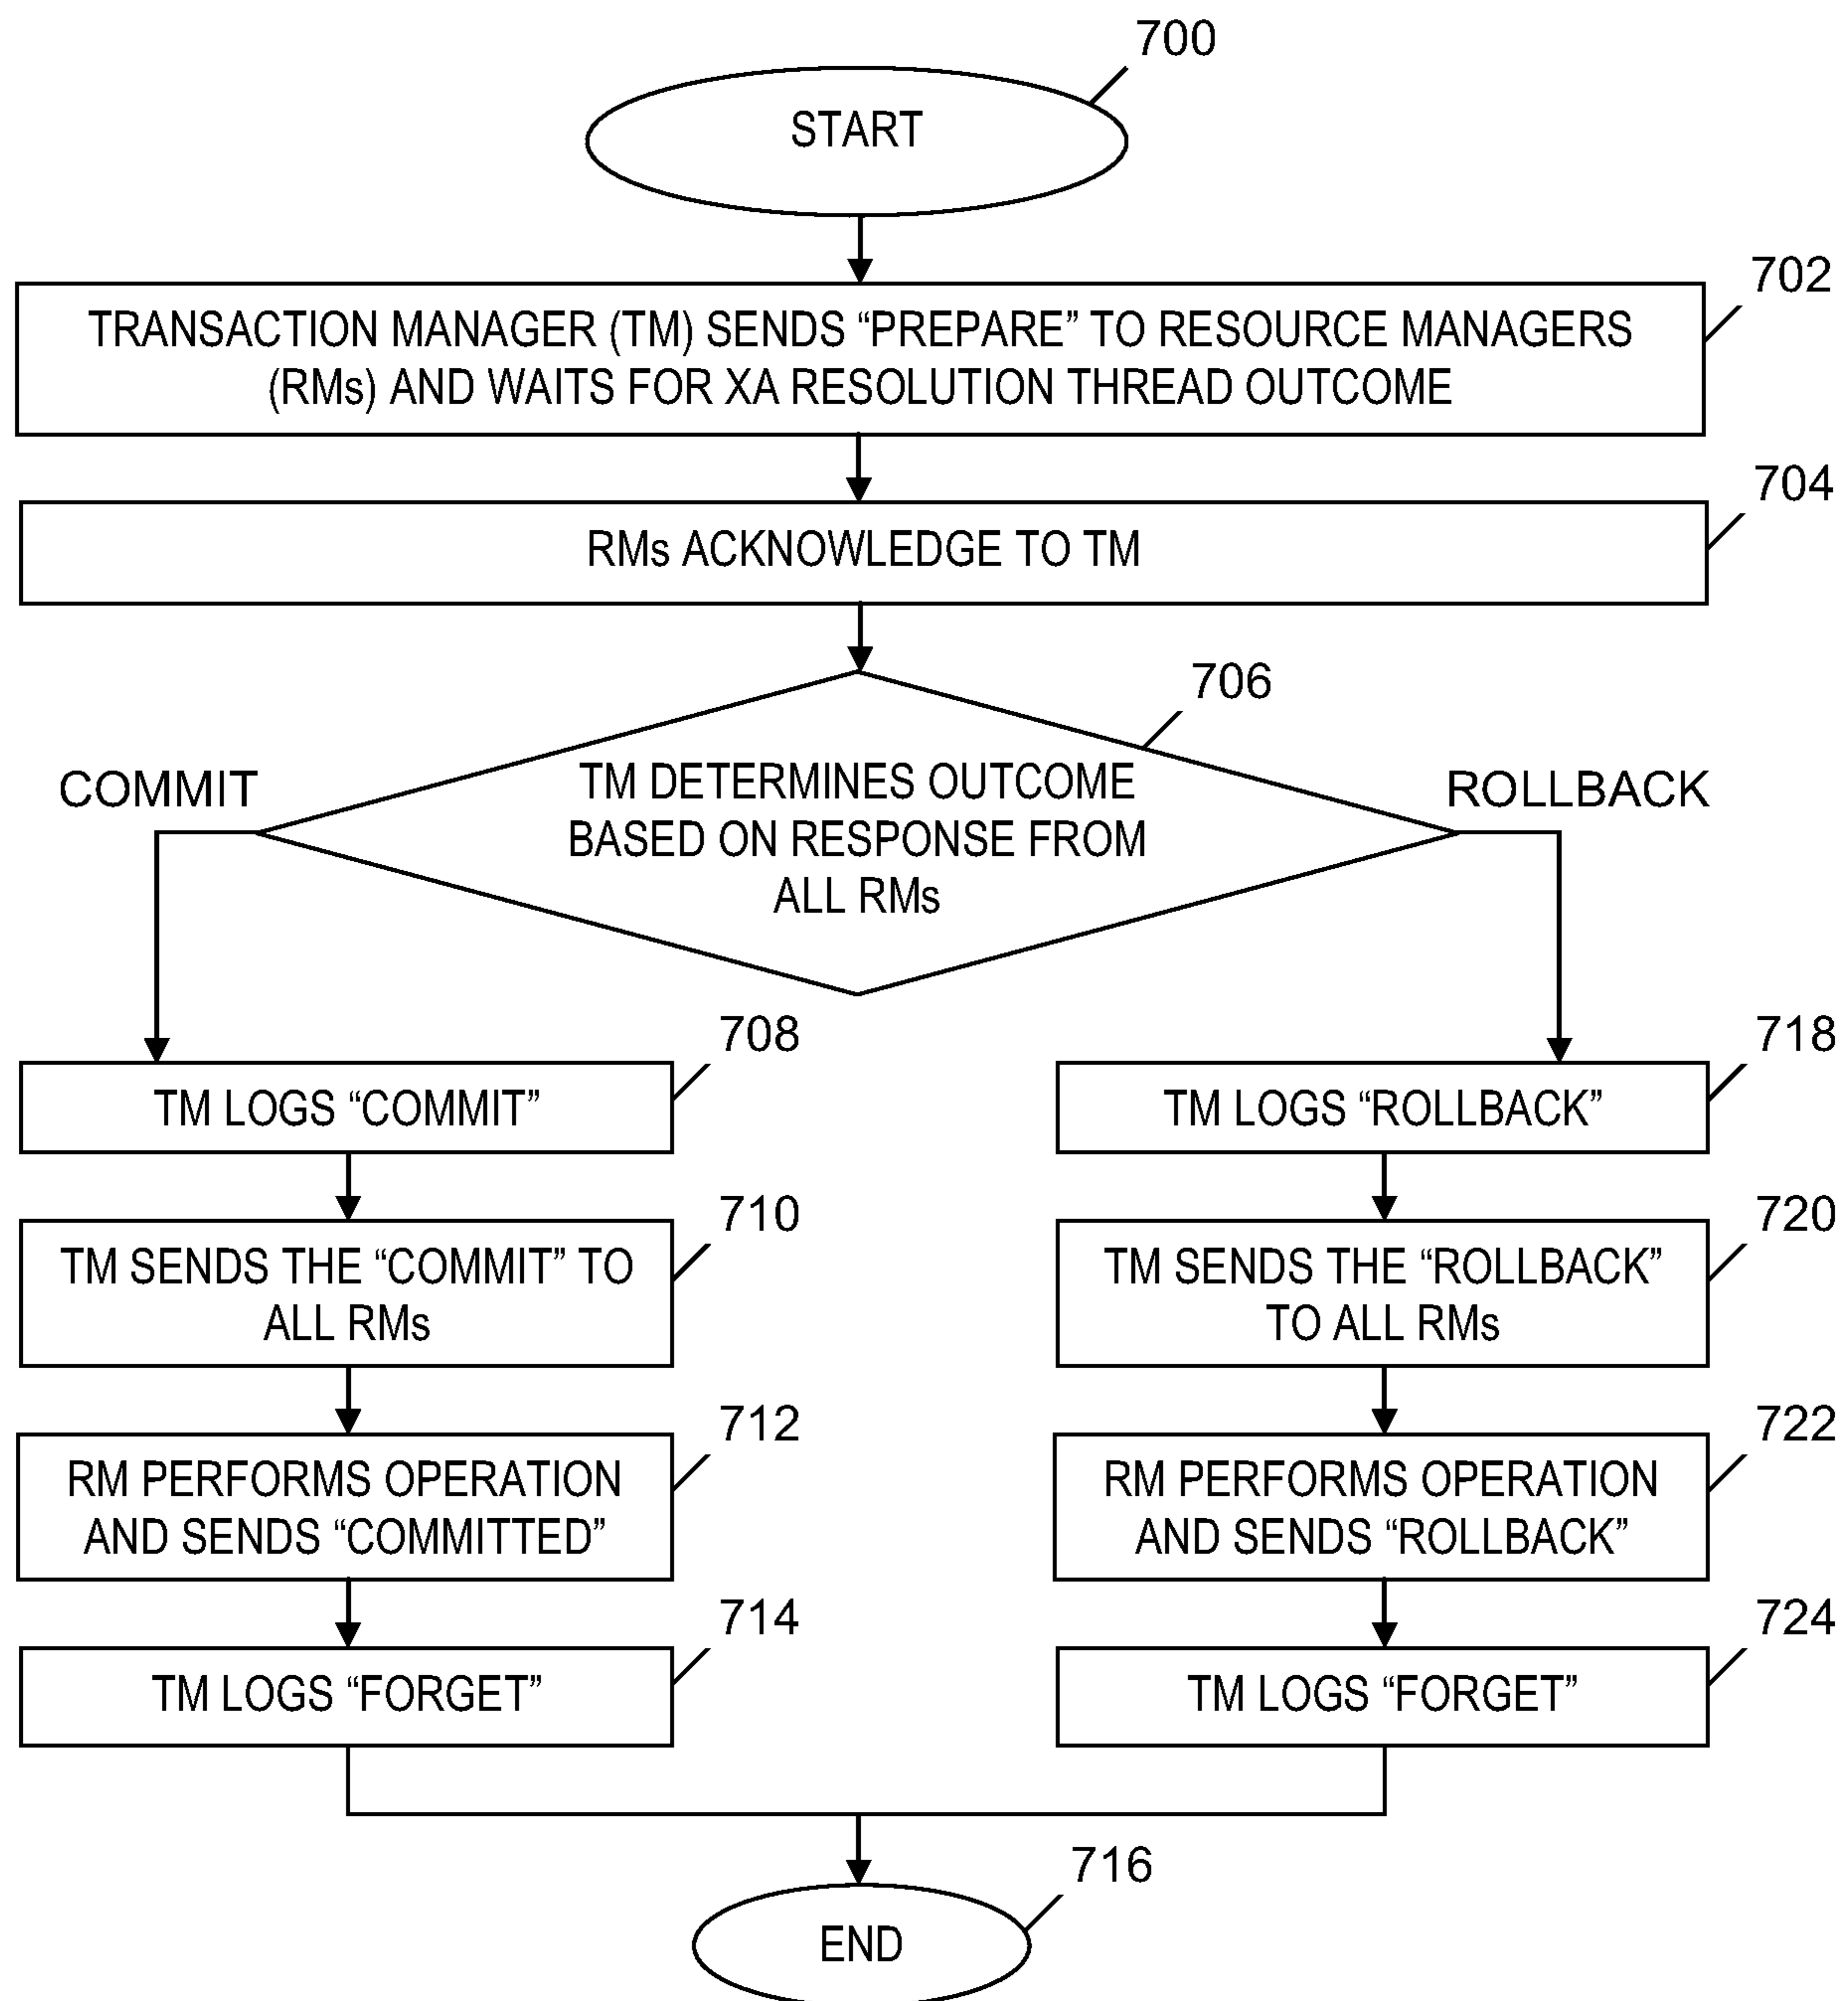 700
START
702
TRANSACTION MANAGER (TM) SENDS “PREPARE” TO RESOURCE MANAGERS
(RMs) AND WAITS FOR XA RESOLUTION THREAD OUTCOME
704
RMs ACKNOWLEDGE TO TM
706
COMMIT
TM DETERMINES OUTCOME
BASED ON RESPONSE FROM
ALL RMs
ROLLBACK
708
TM LOGS “COMMIT”
710
TM SENDS THE “COMMIT” TO
ALL RMs
712
RM PERFORMS OPERATION
AND SENDS “COMMITTED”
714
TM LOGS “FORGET”
718
TM LOGS “ROLLBACK”
720
TM SENDS THE “ROLLBACK”
TO ALL RMs
722
RM PERFORMS OPERATION
AND SENDS “ROLLBACK”
724
TM LOGS “FORGET”
716
END